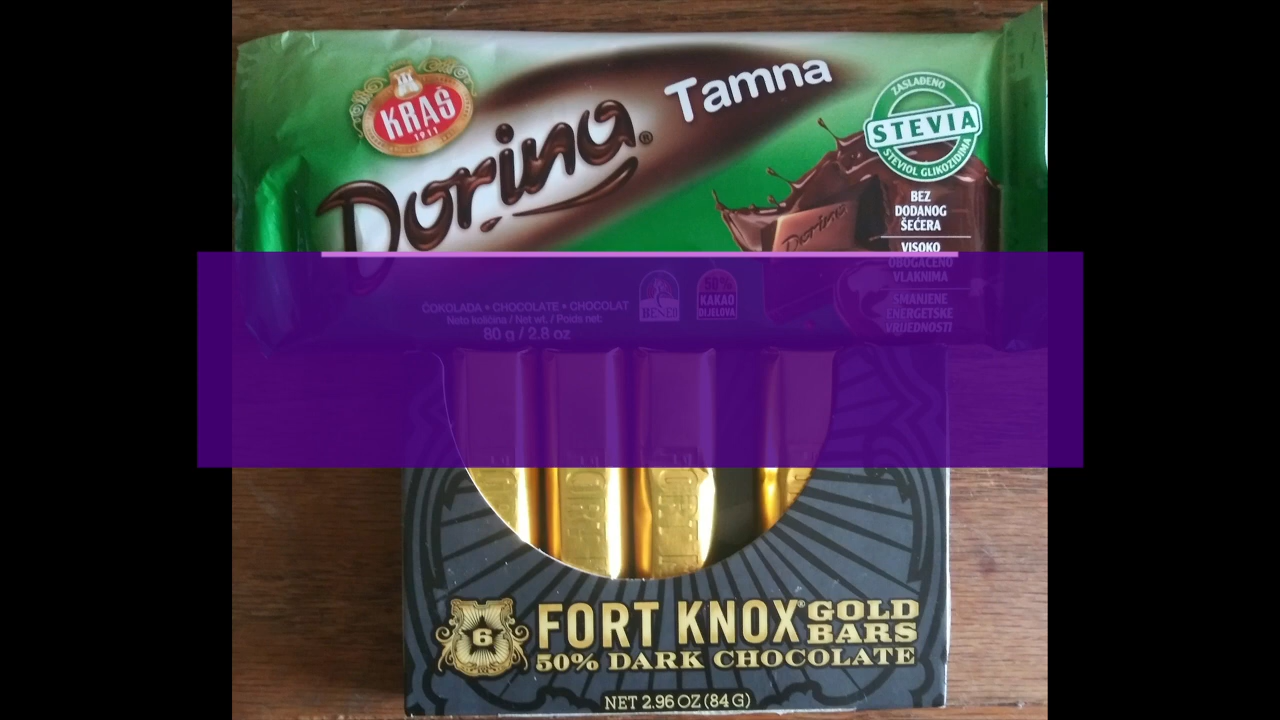 KRAŠ
1911
Dorina®
Tamna
ZASLAĐENO
STEVIA
STEVIOL GLIKOZIDIMA
Dorina
BEZ
DODANOG
ŠEĆERA
VISOKO
OBOGAĆENO
VLAKNIMA
SMANJENE
ENERGETSKE
VRIJEDNOSTI
ČOKOLADA • CHOCOLATE • CHOCOLAT
Neto količina / Net wt. / Poids net:
80 g / 2.8 oz
BENEO
50%
KAKAO
DIJELOVA
6
FORT KNOX® GOLD
BARS
50% DARK CHOCOLATE
NET 2.96 OZ (84 G)